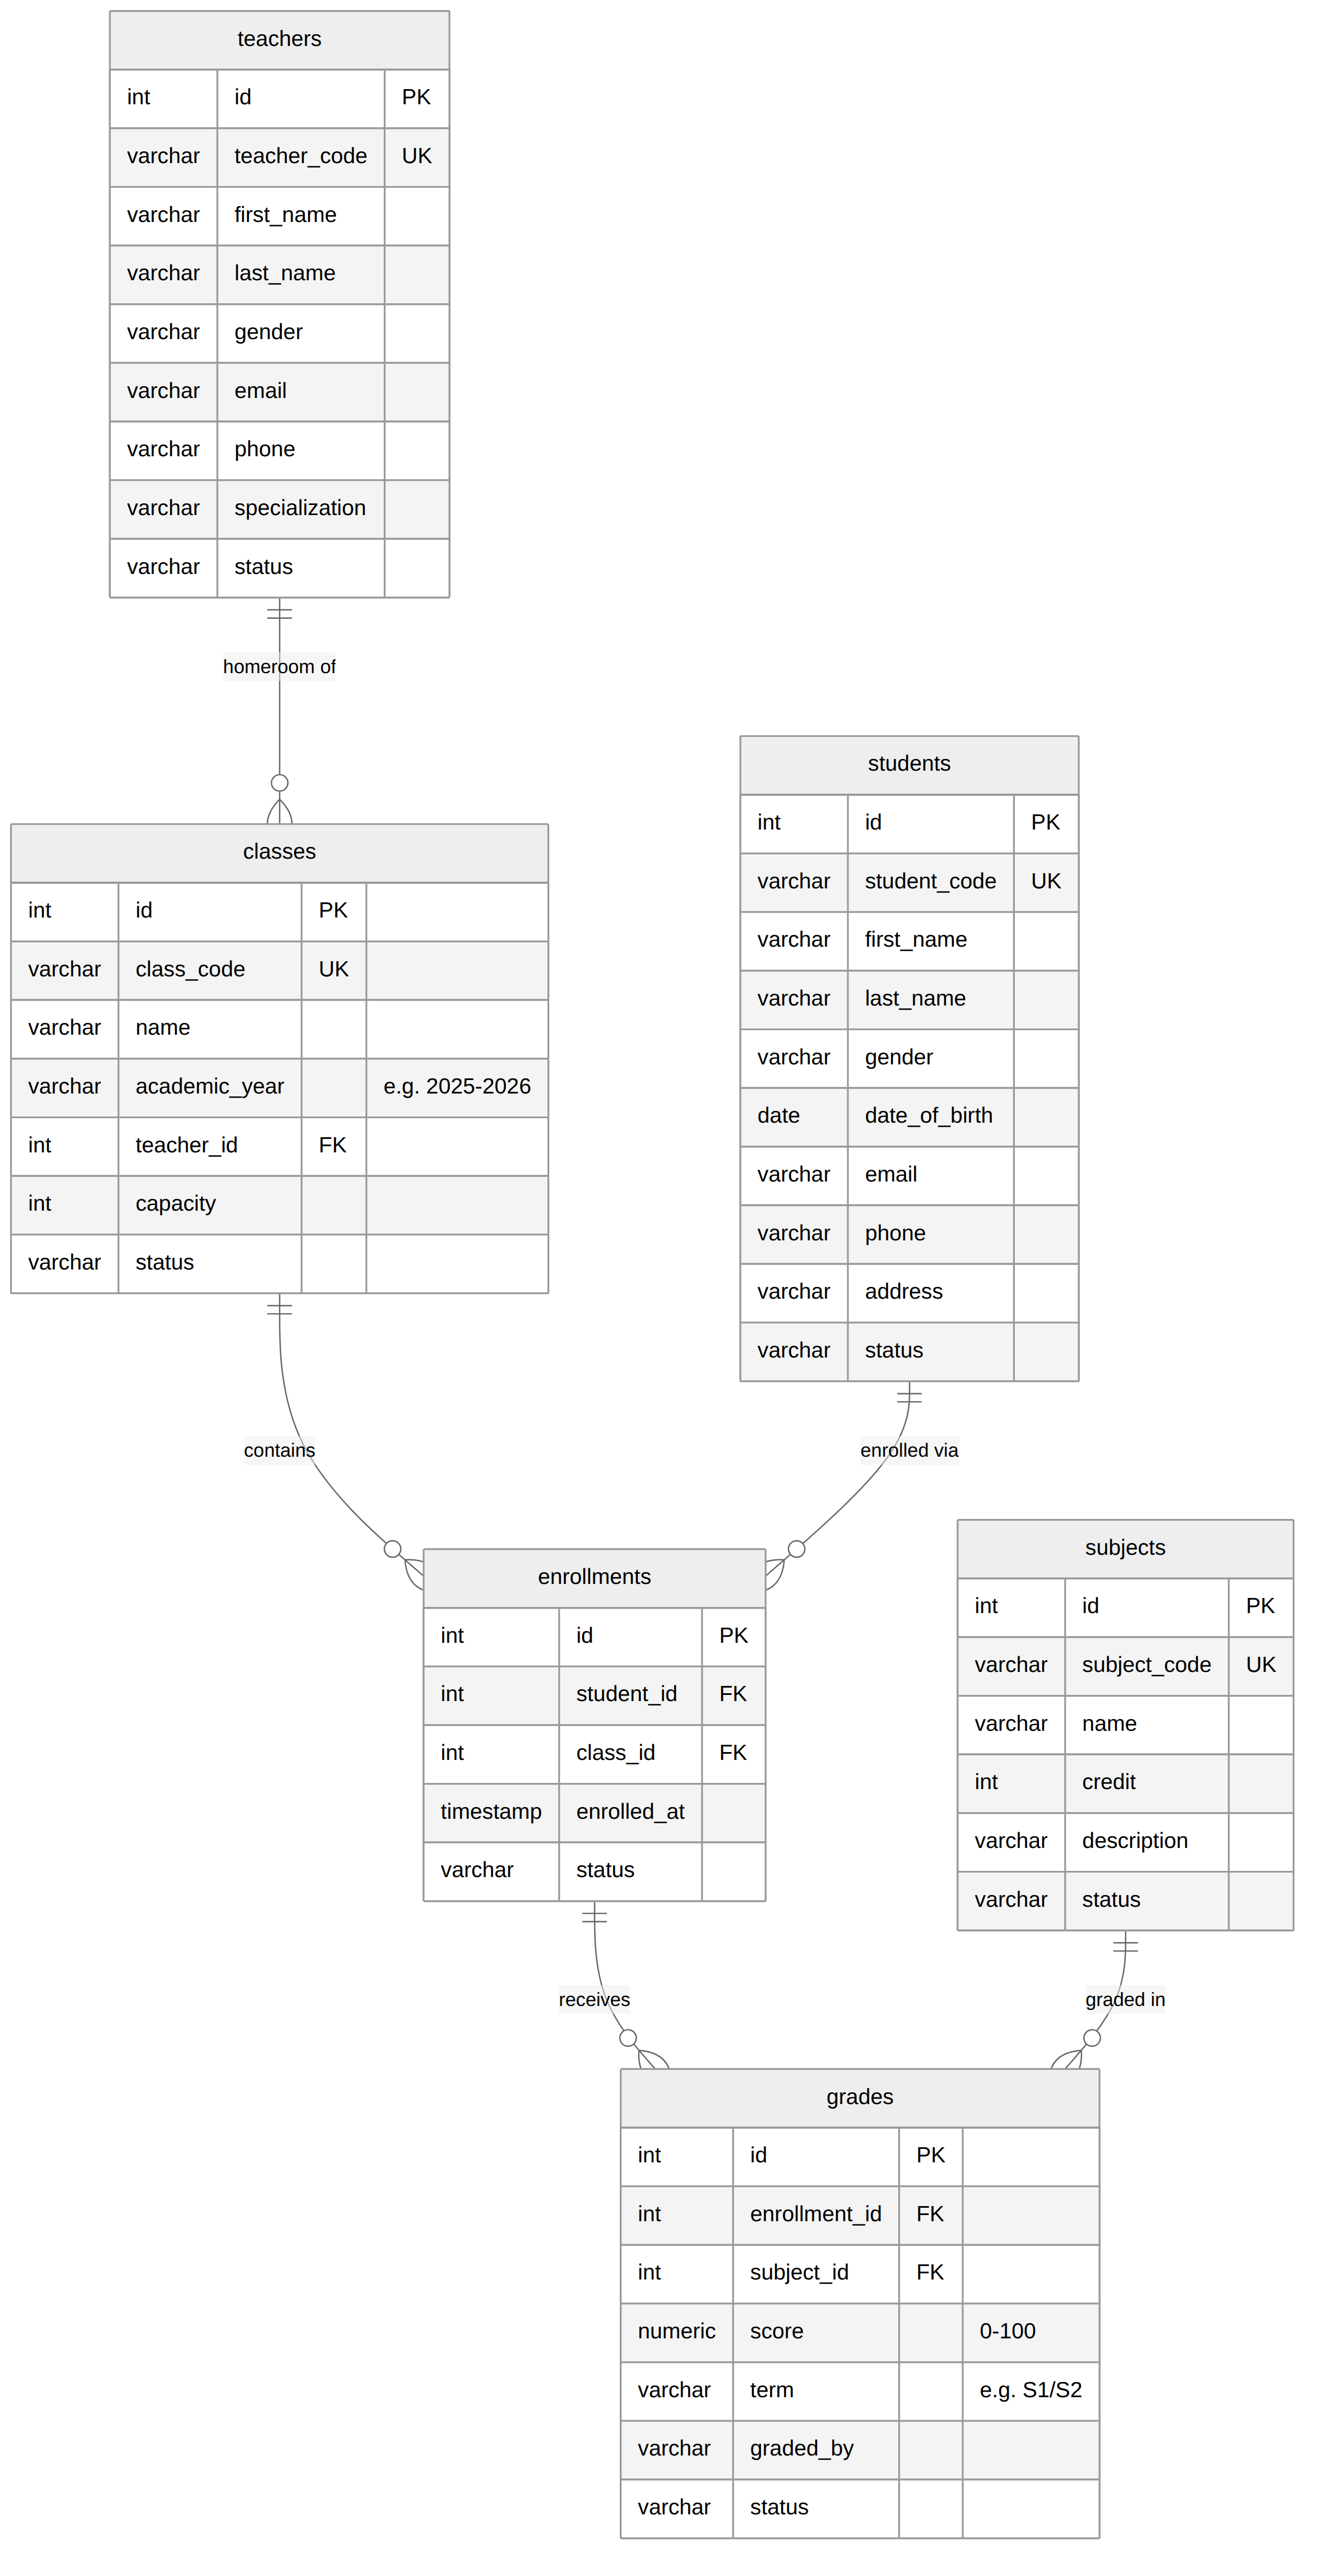 teachers
int id PK
varchar teacher_code UK
varchar first_name
varchar last_name
varchar gender
varchar email
varchar phone
varchar specialization
varchar status
homeroom of
classes
int id PK
varchar class_code UK
varchar name
varchar academic_year e.g. 2025-2026
int teacher_id FK
int capacity
varchar status
students
int id PK
varchar student_code UK
varchar first_name
varchar last_name
varchar gender
date date_of_birth
varchar email
varchar phone
varchar address
varchar status
contains
enrolled via
enrollments
int id PK
int student_id FK
int class_id FK
timestamp enrolled_at
varchar status
subjects
int id PK
varchar subject_code UK
varchar name
int credit
varchar description
varchar status
receives
graded in
grades
int id PK
int enrollment_id FK
int subject_id FK
numeric score 0-100
varchar term e.g. S1/S2
varchar graded_by
varchar status